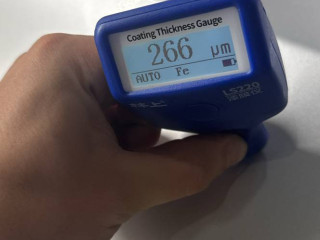 Coating Thickness Gauge
266 μm
AUTO Fe
LS220